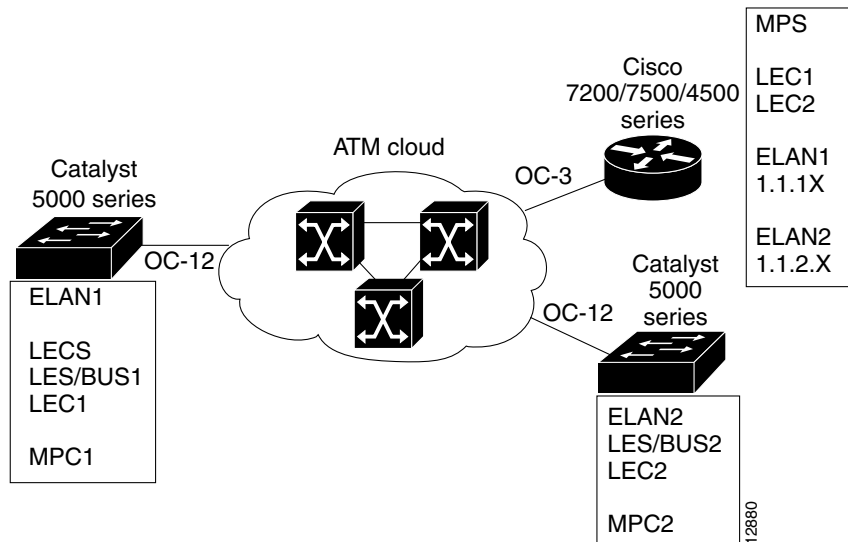 MPS
LEC1
LEC2
ELAN1
1.1.1X
ELAN2
1.1.2.X
Cisco
7200/7500/4500
series
ATM cloud
OC-3
Catalyst
5000 series
OC-12
ELAN1
LECS
LES/BUS1
LEC1
MPC1
Catalyst
5000
series
OC-12
ELAN2
LES/BUS2
LEC2
MPC2
12880